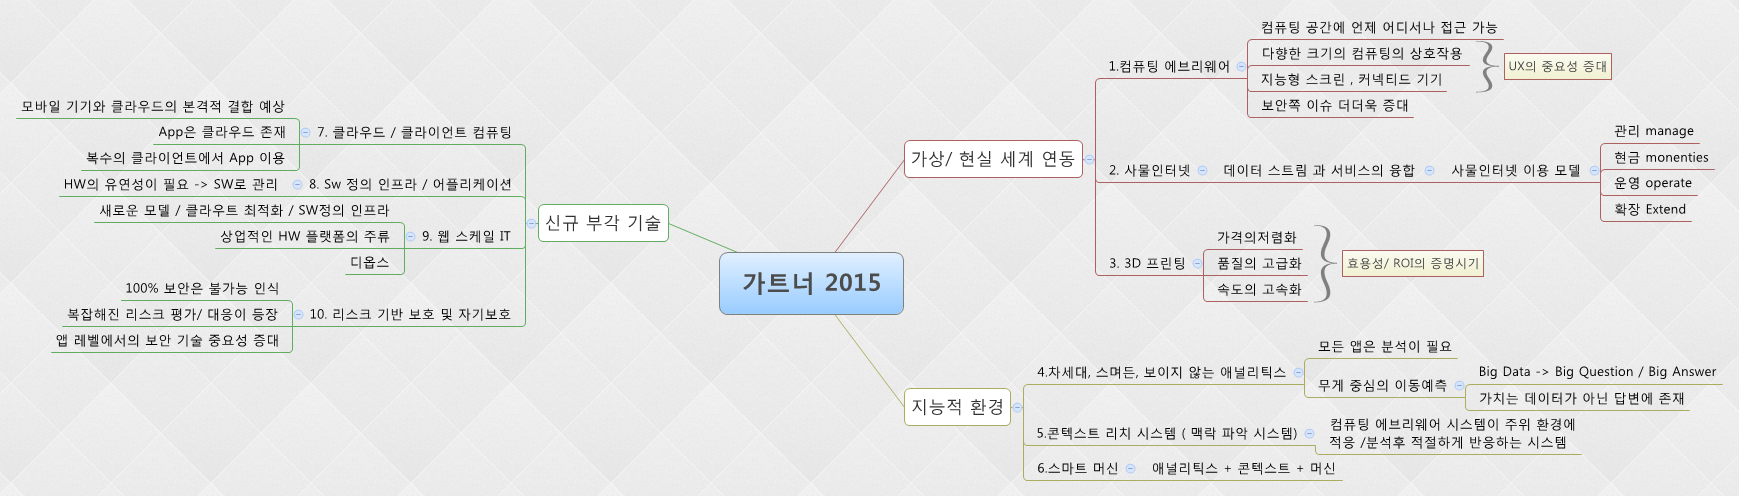 가트너 2015
가상/ 현실 세계 연동
1.컴퓨팅 에브리웨어
컴퓨팅 공간에 언제 어디서나 접근 가능
다향한 크기의 컴퓨팅의 상호작용
지능형 스크린 , 커넥티드 기기
보안쪽 이슈 더더욱 증대
UX의 중요성 증대
2. 사물인터넷
데이터 스트림 과 서비스의 융합
사물인터넷 이용 모델
관리 manage
현금 monenties
운영 operate
확장 Extend
3. 3D 프린팅
가격의저렴화
품질의 고급화
속도의 고속화
효용성/ ROI의 증명시기
지능적 환경
4.차세대, 스며든, 보이지 않는 애널리틱스
모든 앱은 분석이 필요
무게 중심의 이동예측
Big Data -> Big Question / Big Answer
가치는 데이터가 아닌 답변에 존재
5.콘텍스트 리치 시스템 ( 맥락 파악 시스템)
컴퓨팅 에브리웨어 시스템이 주위 환경에
적응 /분석후 적절하게 반응하는 시스템
6.스마트 머신
애널리틱스 + 콘텍스트 + 머신
신규 부각 기술
7. 클라우드 / 클라이언트 컴퓨팅
모바일 기기와 클라우드의 본격적 결합 예상
App은 클라우드 존재
복수의 클라이언트에서 App 이용
8. Sw 정의 인프라 / 어플리케이션
HW의 유연성이 필요 -> SW로 관리
9. 웹 스케일 IT
새로운 모델 / 클라우트 최적화 / SW정의 인프라
상업적인 HW 플랫폼의 주류
디옵스
10. 리스크 기반 보호 및 자기보호
100% 보안은 불가능 인식
복잡해진 리스크 평가/ 대응이 등장
앱 레벨에서의 보안 기술 중요성 증대